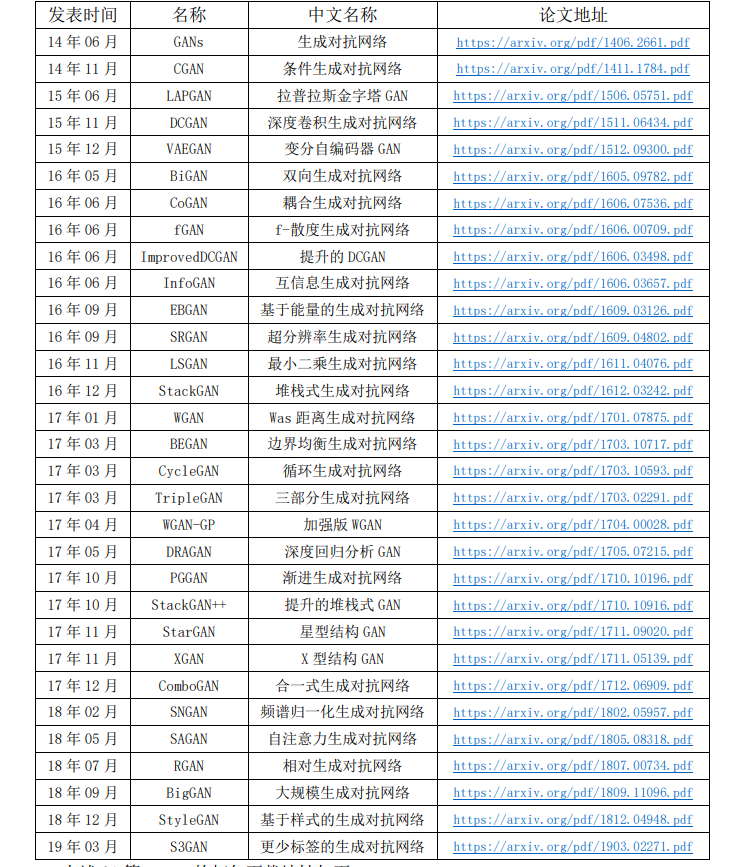 发表时间 名称 中文名称 论文地址
14 年 06 月 GANs 生成对抗网络 https://arxiv.org/pdf/1406.2661.pdf
14 年 11 月 CGAN 条件生成对抗网络 https://arxiv.org/pdf/1411.1784.pdf
15 年 06 月 LAPGAN 拉普拉斯金字塔 GAN https://arxiv.org/pdf/1506.05751.pdf
15 年 11 月 DCGAN 深度卷积生成对抗网络 https://arxiv.org/pdf/1511.06434.pdf
15 年 12 月 VAEGAN 变分自编码器 GAN https://arxiv.org/pdf/1512.09300.pdf
16 年 05 月 BiGAN 双向生成对抗网络 https://arxiv.org/pdf/1605.09782.pdf
16 年 06 月 CoGAN 耦合生成对抗网络 https://arxiv.org/pdf/1606.07536.pdf
16 年 06 月 fGAN f-散度生成对抗网络 https://arxiv.org/pdf/1606.00709.pdf
16 年 06 月 ImprovedDCGAN 提升的 DCGAN https://arxiv.org/pdf/1606.03498.pdf
16 年 06 月 InfoGAN 互信息生成对抗网络 https://arxiv.org/pdf/1606.03657.pdf
16 年 09 月 EBGAN 基于能量的生成对抗网络 https://arxiv.org/pdf/1609.03126.pdf
16 年 09 月 SRGAN 超分辨率生成对抗网络 https://arxiv.org/pdf/1609.04802.pdf
16 年 11 月 LSGAN 最小二乘生成对抗网络 https://arxiv.org/pdf/1611.04076.pdf
16 年 12 月 StackGAN 堆栈式生成对抗网络 https://arxiv.org/pdf/1612.03242.pdf
17 年 01 月 WGAN Was 距离生成对抗网络 https://arxiv.org/pdf/1701.07875.pdf
17 年 03 月 BEGAN 边界均衡生成对抗网络 https://arxiv.org/pdf/1703.10717.pdf
17 年 03 月 CycleGAN 循环生成对抗网络 https://arxiv.org/pdf/1703.10593.pdf
17 年 03 月 TripleGAN 三部分生成对抗网络 https://arxiv.org/pdf/1703.02291.pdf
17 年 04 月 WGAN-GP 加强版 WGAN https://arxiv.org/pdf/1704.00028.pdf
17 年 05 月 DRAGAN 深度回归分析 GAN https://arxiv.org/pdf/1705.07215.pdf
17 年 10 月 PGGAN 渐进生成对抗网络 https://arxiv.org/pdf/1710.10196.pdf
17 年 10 月 StackGAN++ 提升的堆栈式 GAN https://arxiv.org/pdf/1710.10916.pdf
17 年 11 月 StarGAN 星型结构 GAN https://arxiv.org/pdf/1711.09020.pdf
17 年 11 月 XGAN X 型结构 GAN https://arxiv.org/pdf/1711.05139.pdf
17 年 12 月 ComboGAN 合一式生成对抗网络 https://arxiv.org/pdf/1712.06909.pdf
18 年 02 月 SNGAN 频谱归一化生成对抗网络 https://arxiv.org/pdf/1802.05957.pdf
18 年 05 月 SAGAN 自注意力生成对抗网络 https://arxiv.org/pdf/1805.08318.pdf
18 年 07 月 RGAN 相对生成对抗网络 https://arxiv.org/pdf/1807.00734.pdf
18 年 09 月 BigGAN 大规模生成对抗网络 https://arxiv.org/pdf/1809.11096.pdf
18 年 12 月 StyleGAN 基于样式的生成对抗网络 https://arxiv.org/pdf/1812.04948.pdf
19 年 03 月 S3GAN 更少标签的生成对抗网络 https://arxiv.org/pdf/1903.02271.pdf